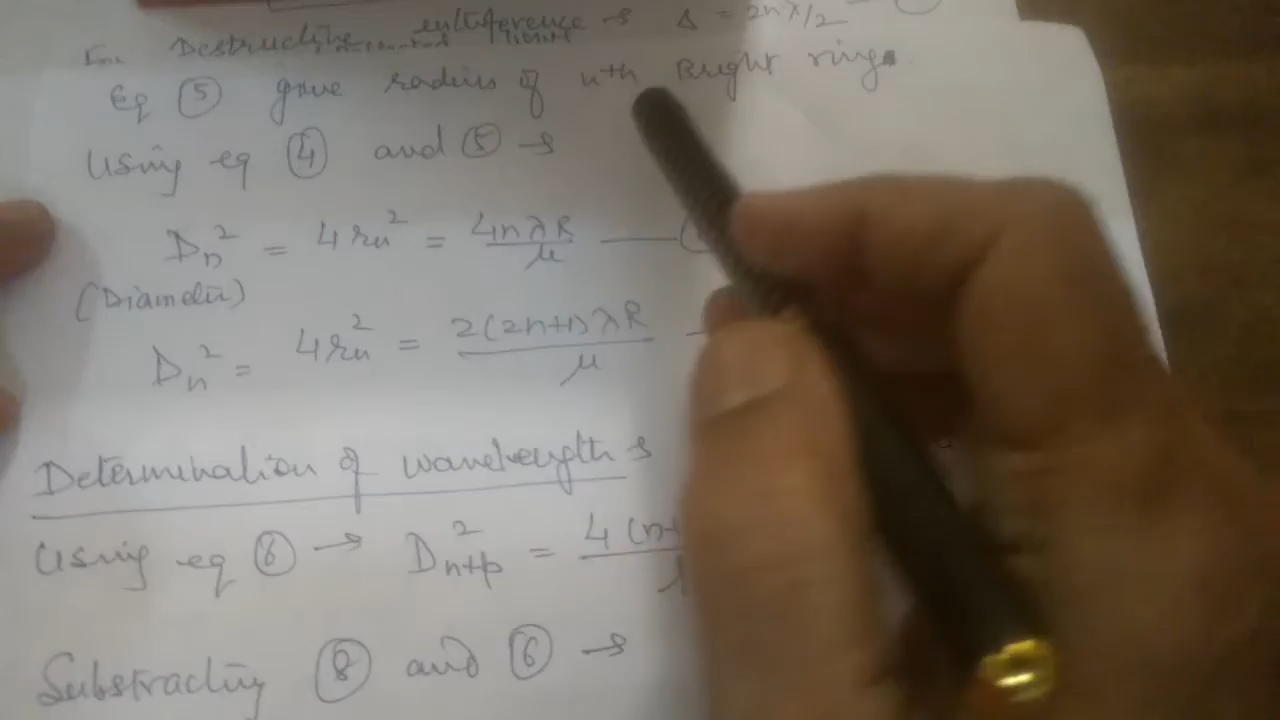 For Destructive interference → Δ = 2nλ/2
Eq (5) give radius of nth Bright ring.
Using eq (4) and (5) →
Dn² = 4rn² = 4nλR/μ —
(Diameter)
Dn² = 4rn² = 2(2n+1)λR/μ —
Determination of wavelength →
Using eq (6) → D²n+p = 4(n+
Substracting (8) and (6) →